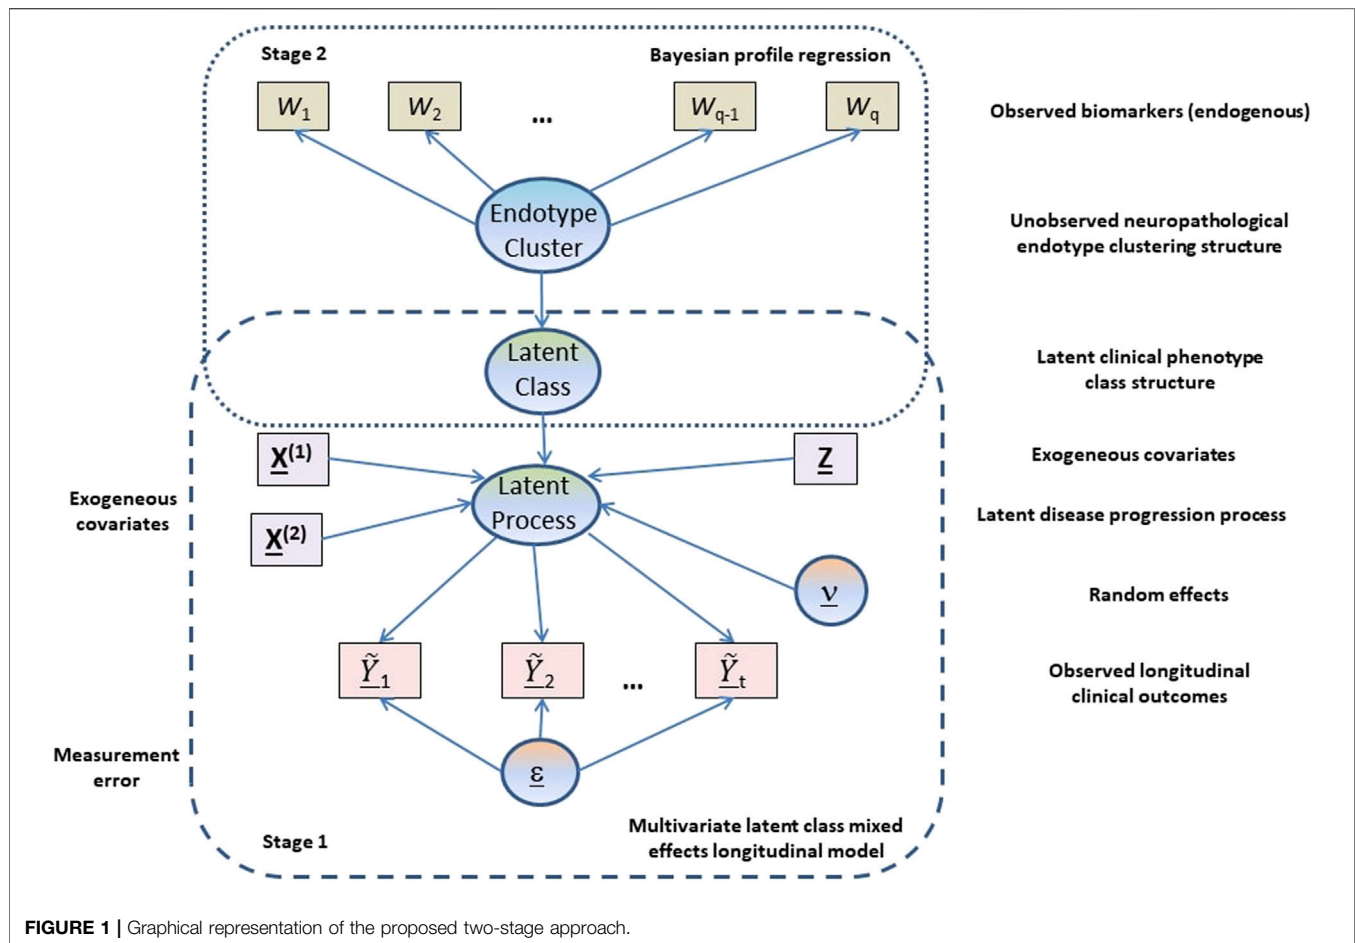 Stage 2
Bayesian profile regression
W1
W2
...
Wq-1
Wq
Observed biomarkers (endogenous)
Endotype
Cluster
Unobserved neuropathological
endotype clustering structure
Latent
Class
Latent clinical phenotype
class structure
X(1)
Z
Exogeneous covariates
Exogeneous
covariates
Latent
Process
Latent disease progression process
X(2)
ν
Random effects
Ỹ1
Ỹ2
...
Ỹt
Observed longitudinal
clinical outcomes
Measurement
error
ε
Stage 1
Multivariate latent class mixed
effects longitudinal model
FIGURE 1 | Graphical representation of the proposed two-stage approach.